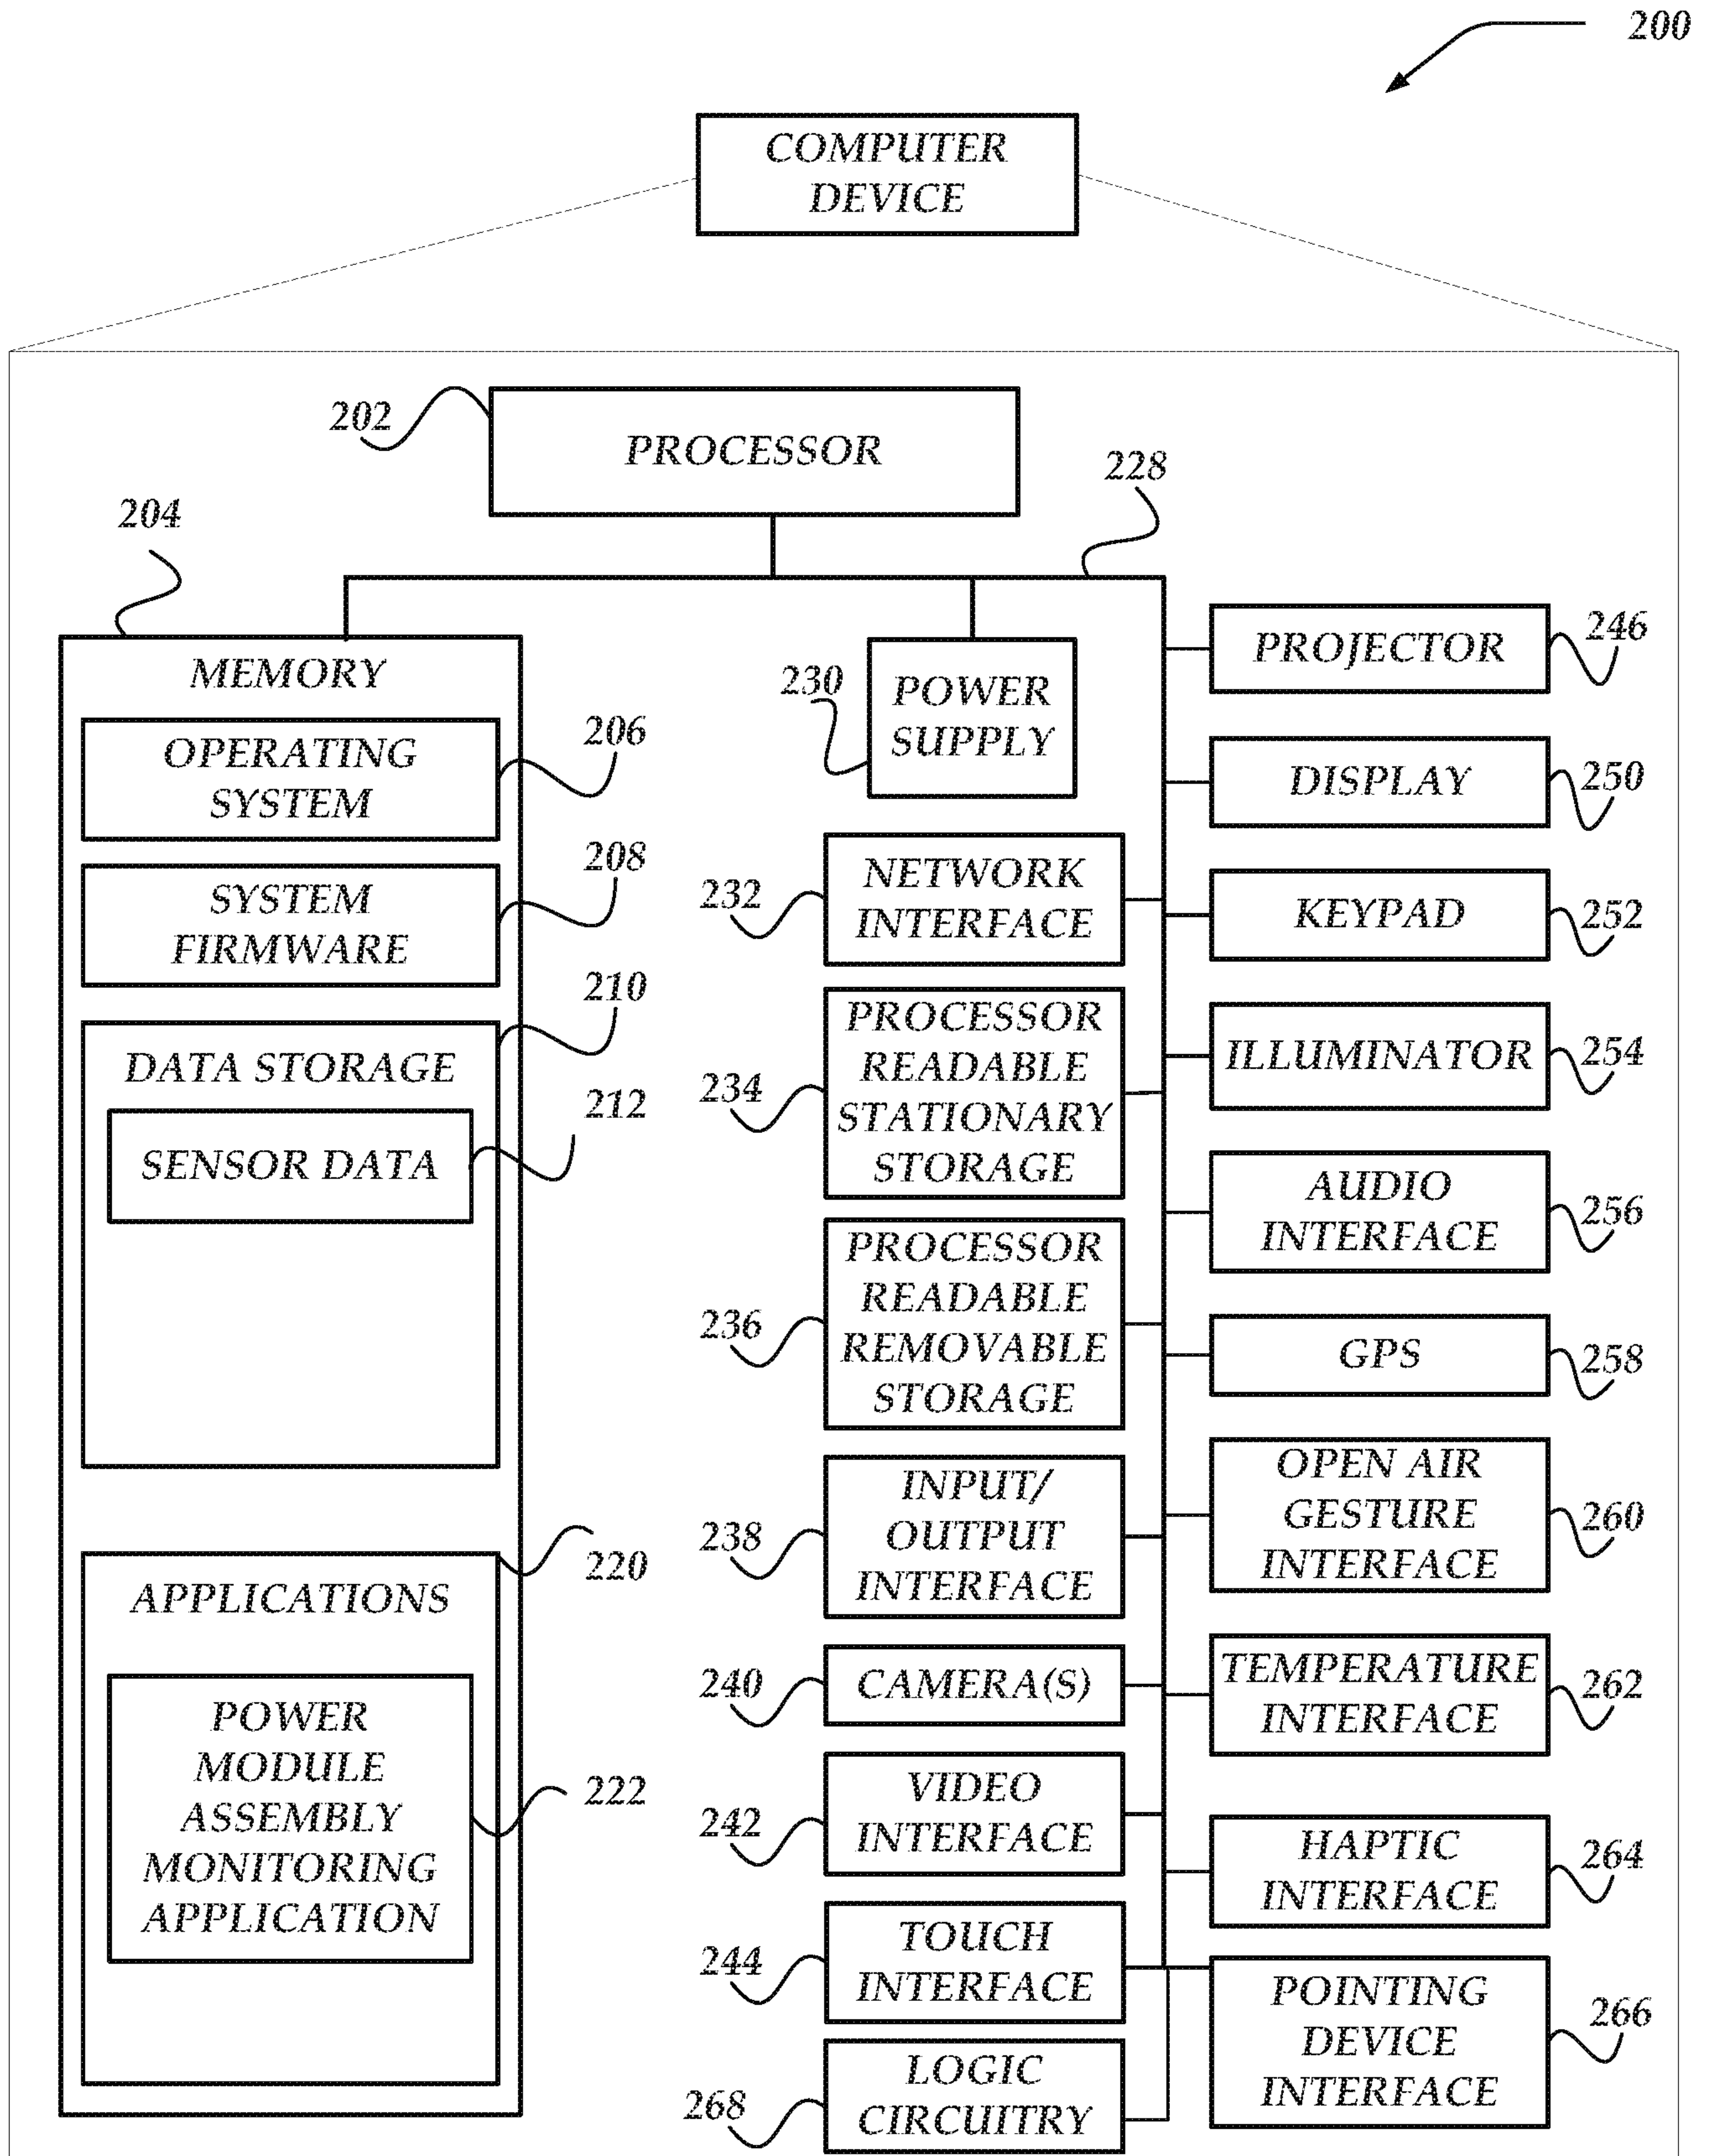 200
COMPUTER
DEVICE
202
PROCESSOR
228
204
MEMORY
OPERATING
SYSTEM
206
SYSTEM
FIRMWARE
208
210
DATA STORAGE
212
SENSOR DATA
220
APPLICATIONS
POWER
MODULE
ASSEMBLY
MONITORING
APPLICATION
222
230
POWER
SUPPLY
232
NETWORK
INTERFACE
234
PROCESSOR
READABLE
STATIONARY
STORAGE
236
PROCESSOR
READABLE
REMOVABLE
STORAGE
238
INPUT/
OUTPUT
INTERFACE
240
CAMERA(S)
242
VIDEO
INTERFACE
244
TOUCH
INTERFACE
268
LOGIC
CIRCUITRY
PROJECTOR
246
DISPLAY
250
KEYPAD
252
ILLUMINATOR
254
AUDIO
INTERFACE
256
GPS
258
OPEN AIR
GESTURE
INTERFACE
260
TEMPERATURE
INTERFACE
262
HAPTIC
INTERFACE
264
POINTING
DEVICE
INTERFACE
266